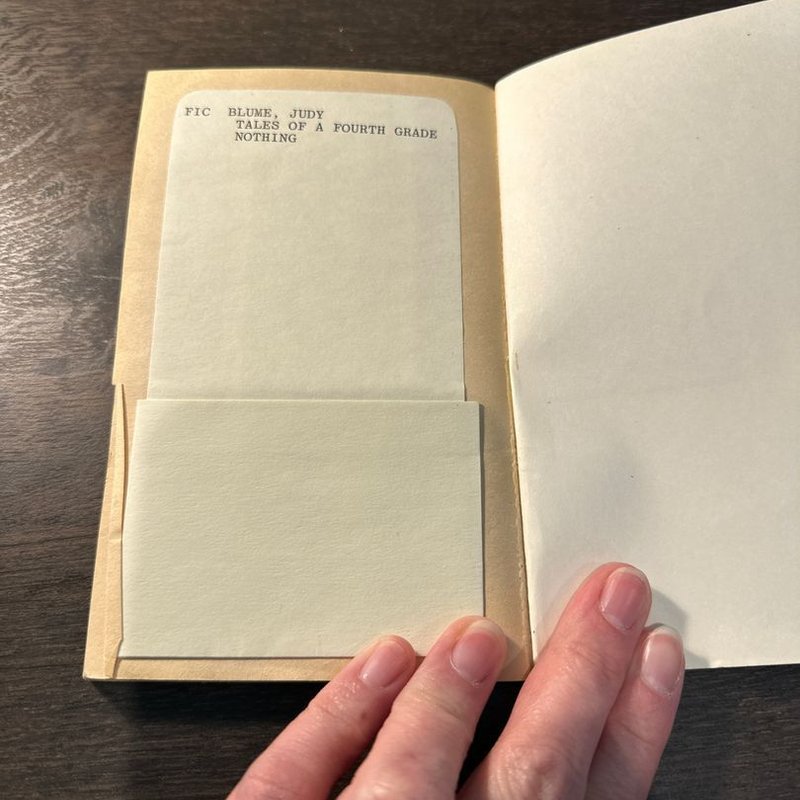 FIC BLUME, JUDY
TALES OF A FOURTH GRADE
NOTHING